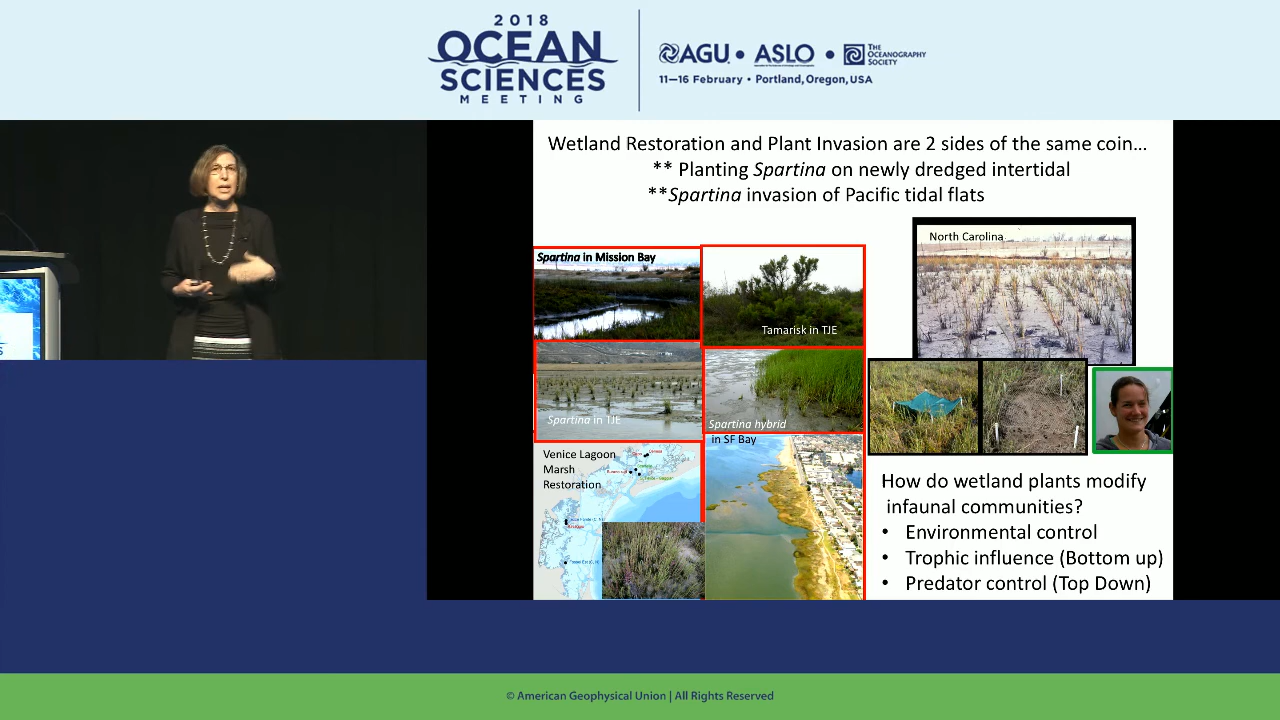 2018
OCEAN
SCIENCES
MEETING
AGU • ASLO • THE OCEANOGRAPHY SOCIETY
11–16 February • Portland, Oregon, USA
Wetland Restoration and Plant Invasion are 2 sides of the same coin…
** Planting Spartina on newly dredged intertidal
**Spartina invasion of Pacific tidal flats
North Carolina
Spartina in Mission Bay
Tamarisk in TJE
Spartina in TJE
Spartina hybrid
in SF Bay
Venice Lagoon
Marsh
Restoration
How do wetland plants modify
infaunal communities?
• Environmental control
• Trophic influence (Bottom up)
• Predator control (Top Down)
S
© American Geophysical Union | All Rights Reserved